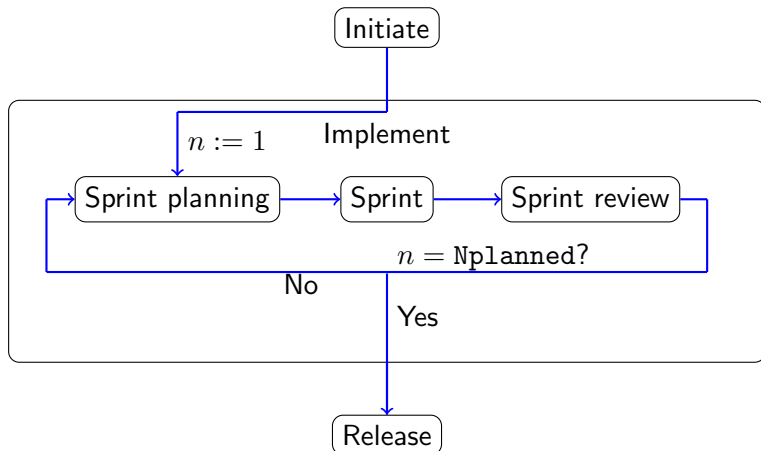 Initiate
Implement
n := 1
Sprint planning
Sprint
Sprint review
n = Nplanned?
No
Yes
Release